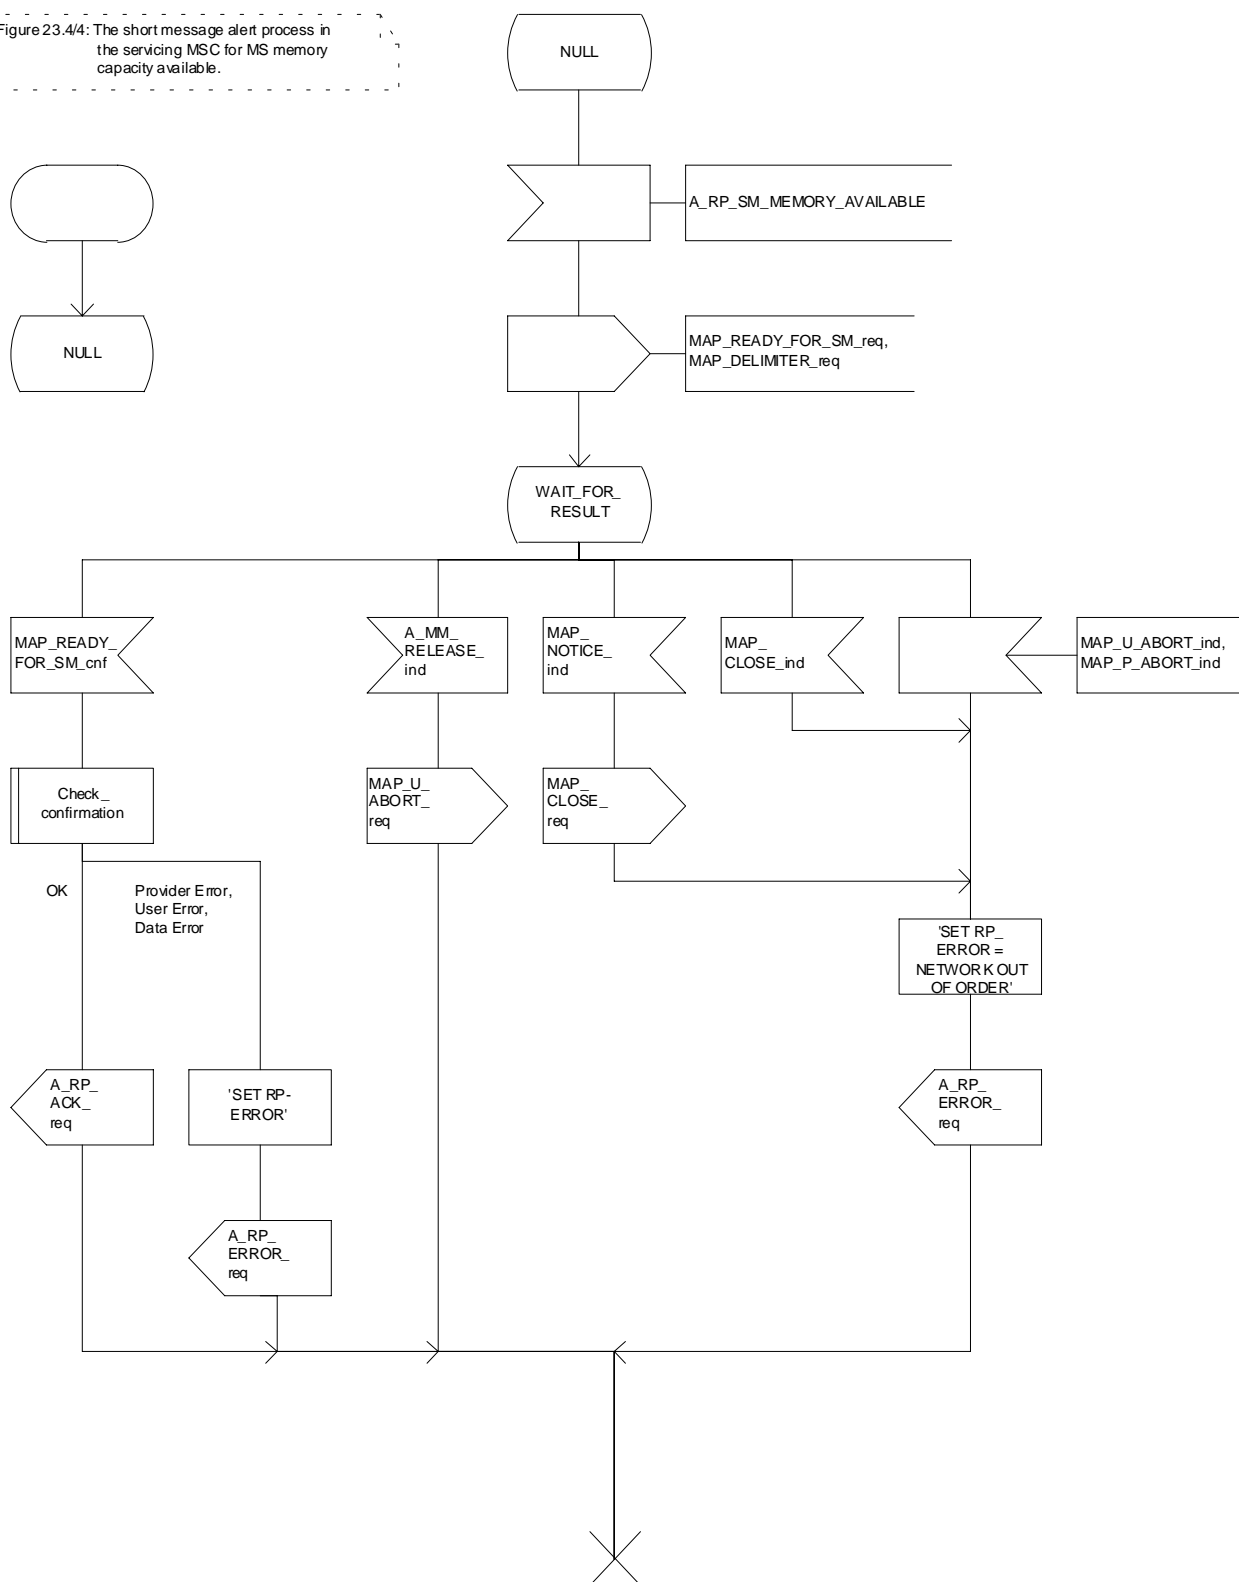 Figure 23.4/4: The short message alert process in
the servicing MSC for MS memory
capacity available.
NULL
A_RP_SM_MEMORY_AVAILABLE
NULL
MAP_READY_FOR_SM_req,
MAP_DELIMITER_req
WAIT_FOR_
RESULT
MAP_READY_
FOR_SM_cnf
A_MM_
RELEASE_
ind
MAP_
NOTICE_
ind
MAP_
CLOSE_ind
MAP_U_ABORT_ind,
MAP_P_ABORT_ind
Check_
confirmation
MAP_U_
ABORT_
req
MAP_
CLOSE_
req
OK
Provider Error,
User Error,
Data Error
'SET RP_
ERROR =
NETWORK OUT
OF ORDER'
A_RP_
ACK_
req
'SET RP-
ERROR'
A_RP_
ERROR_
req
A_RP_
ERROR_
req